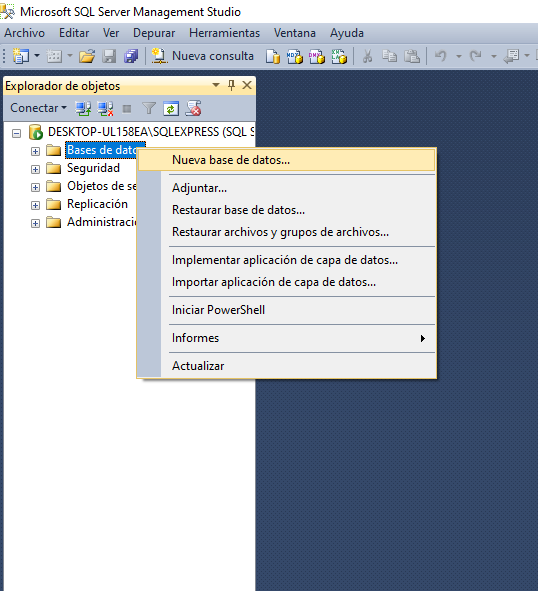 Microsoft SQL Server Management Studio
Archivo Editar Ver Depurar Herramientas Ventana Ayuda
Nueva consulta
Explorador de objetos
Conectar
DESKTOP-UL158EA\SQLEXPRESS (SQL S
Bases de dato
Nueva base de datos...
Seguridad
Adjuntar...
Objetos de se
Restaurar base de datos...
Replicación
Restaurar archivos y grupos de archivos...
Administraci
Implementar aplicación de capa de datos...
Importar aplicación de capa de datos...
Iniciar PowerShell
Informes
Actualizar